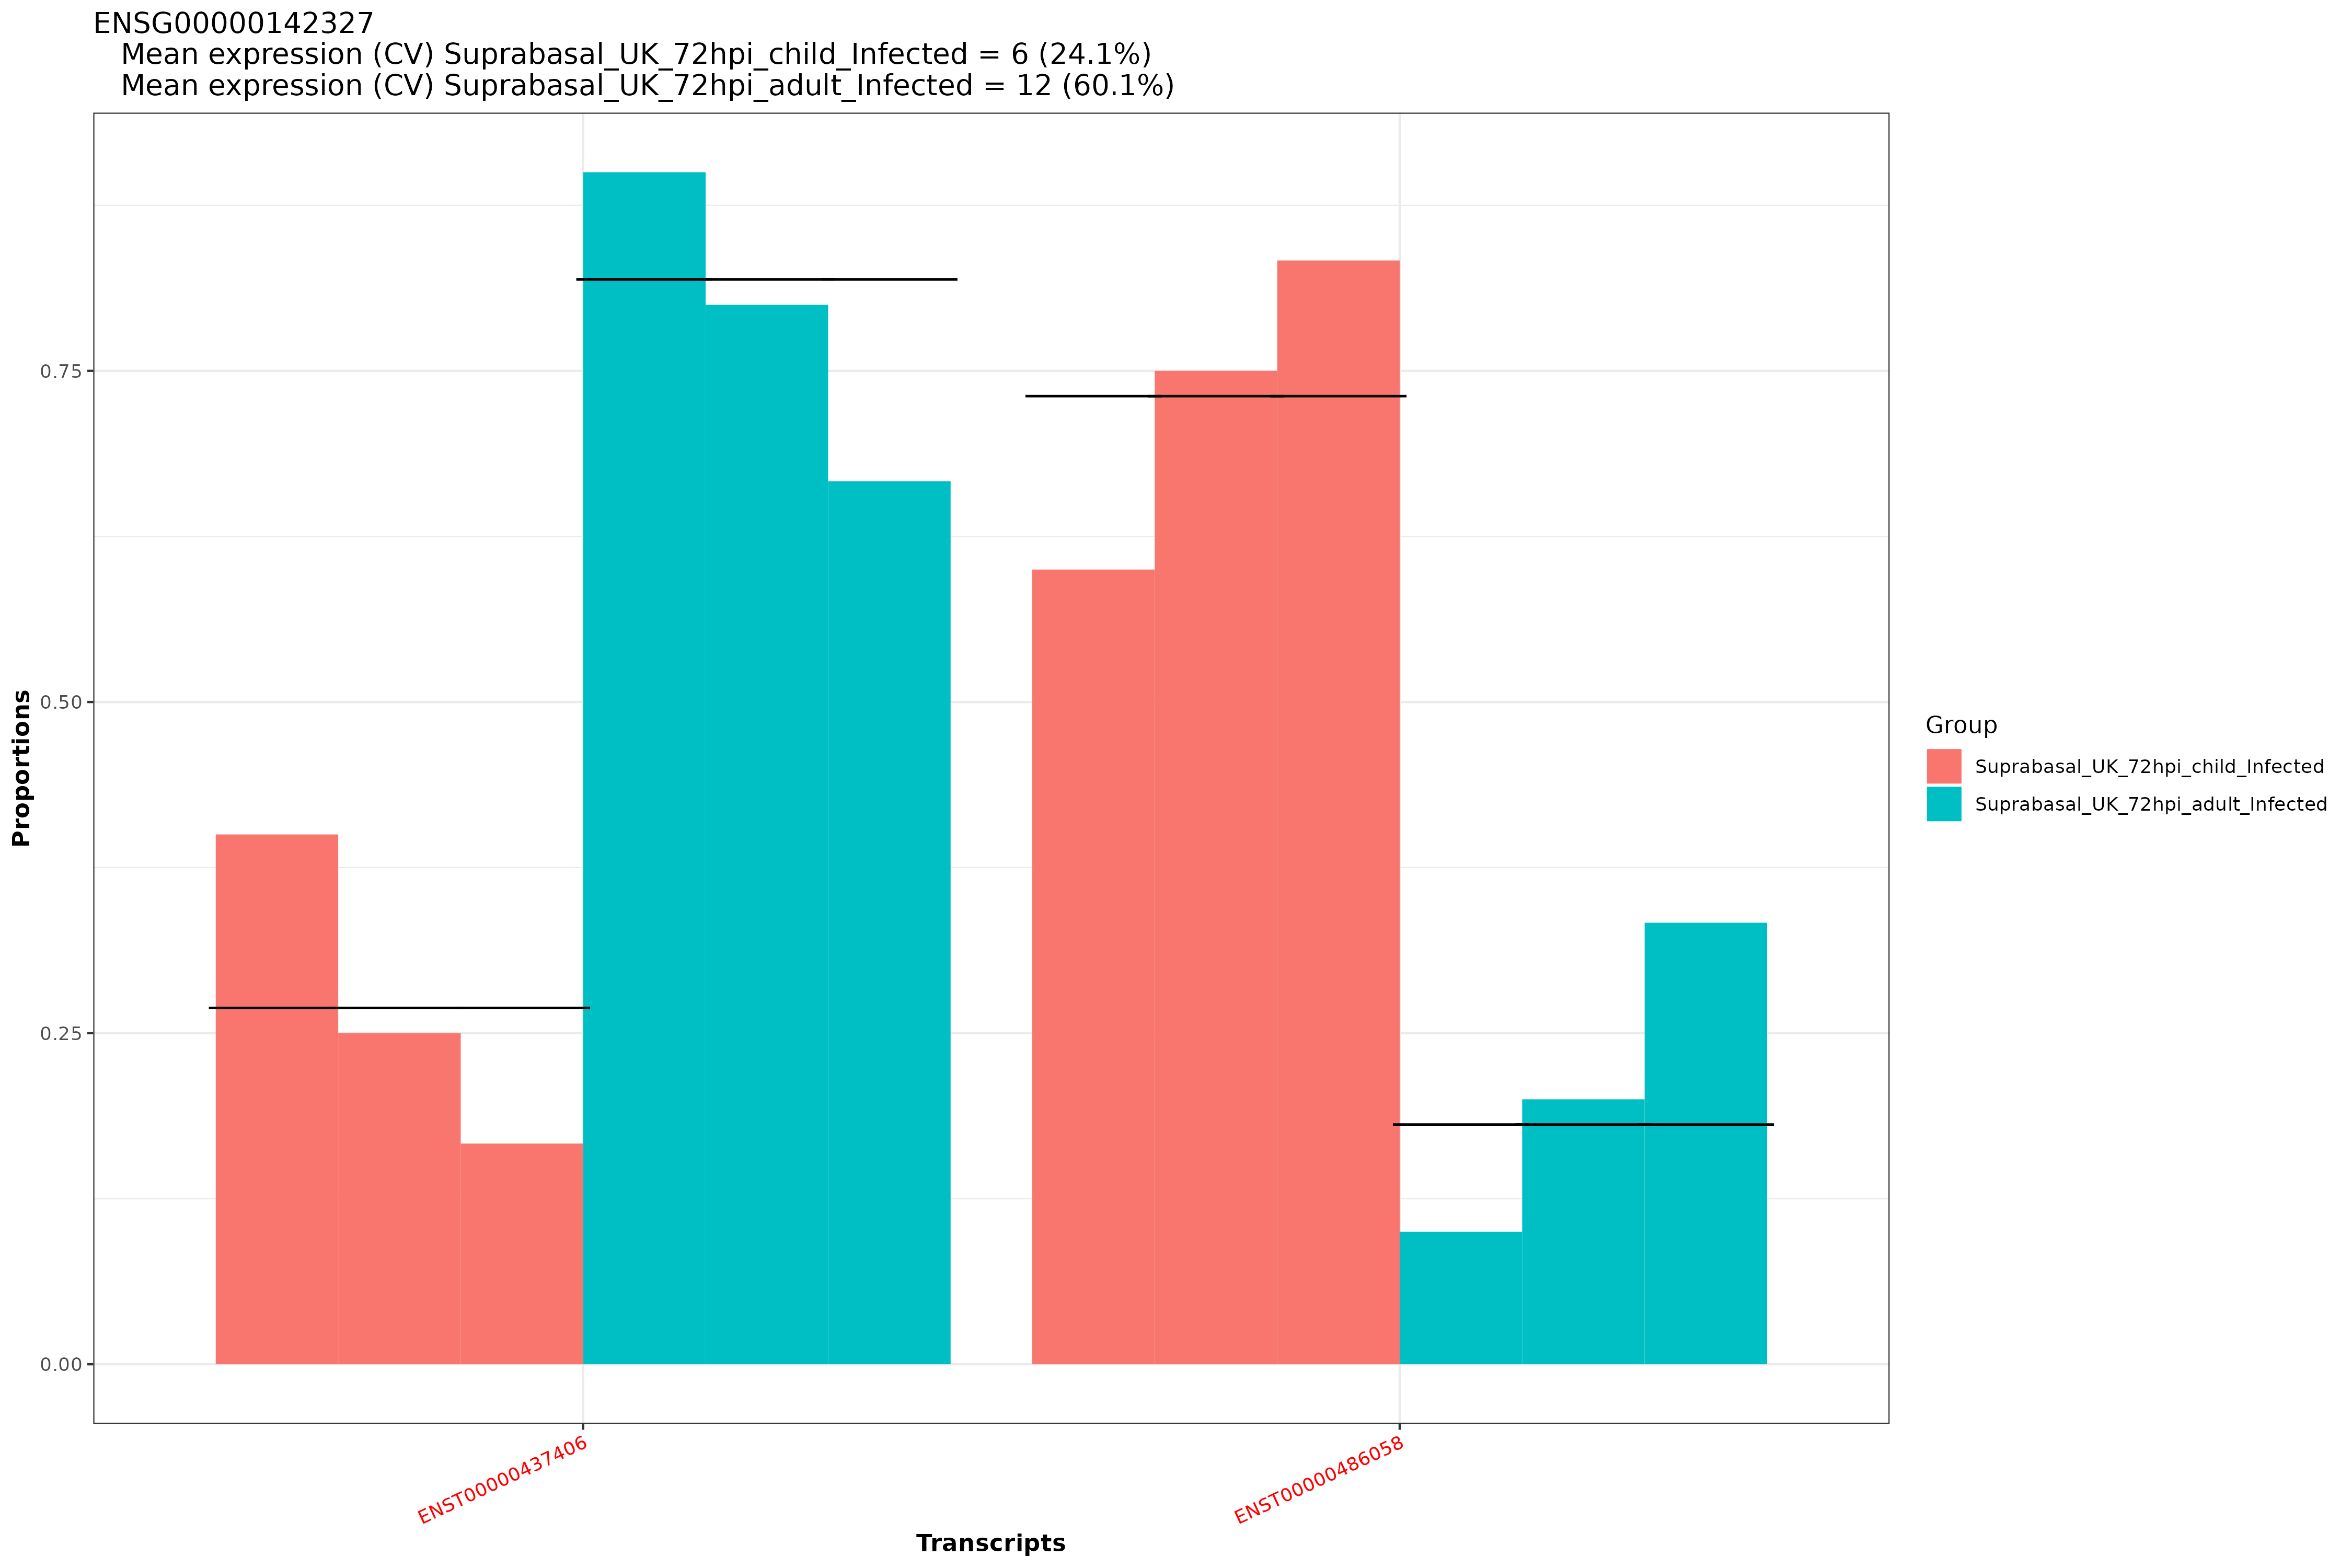 ENSG00000142327
Mean expression (CV) Suprabasal_UK_72hpi_child_Infected = 6 (24.1%)
Mean expression (CV) Suprabasal_UK_72hpi_adult_Infected = 12 (60.1%)
Proportions
0.75
0.50
0.25
0.00
ENST00000437406
ENST00000486058
Transcripts
Group
Suprabasal_UK_72hpi_child_Infected
Suprabasal_UK_72hpi_adult_Infected